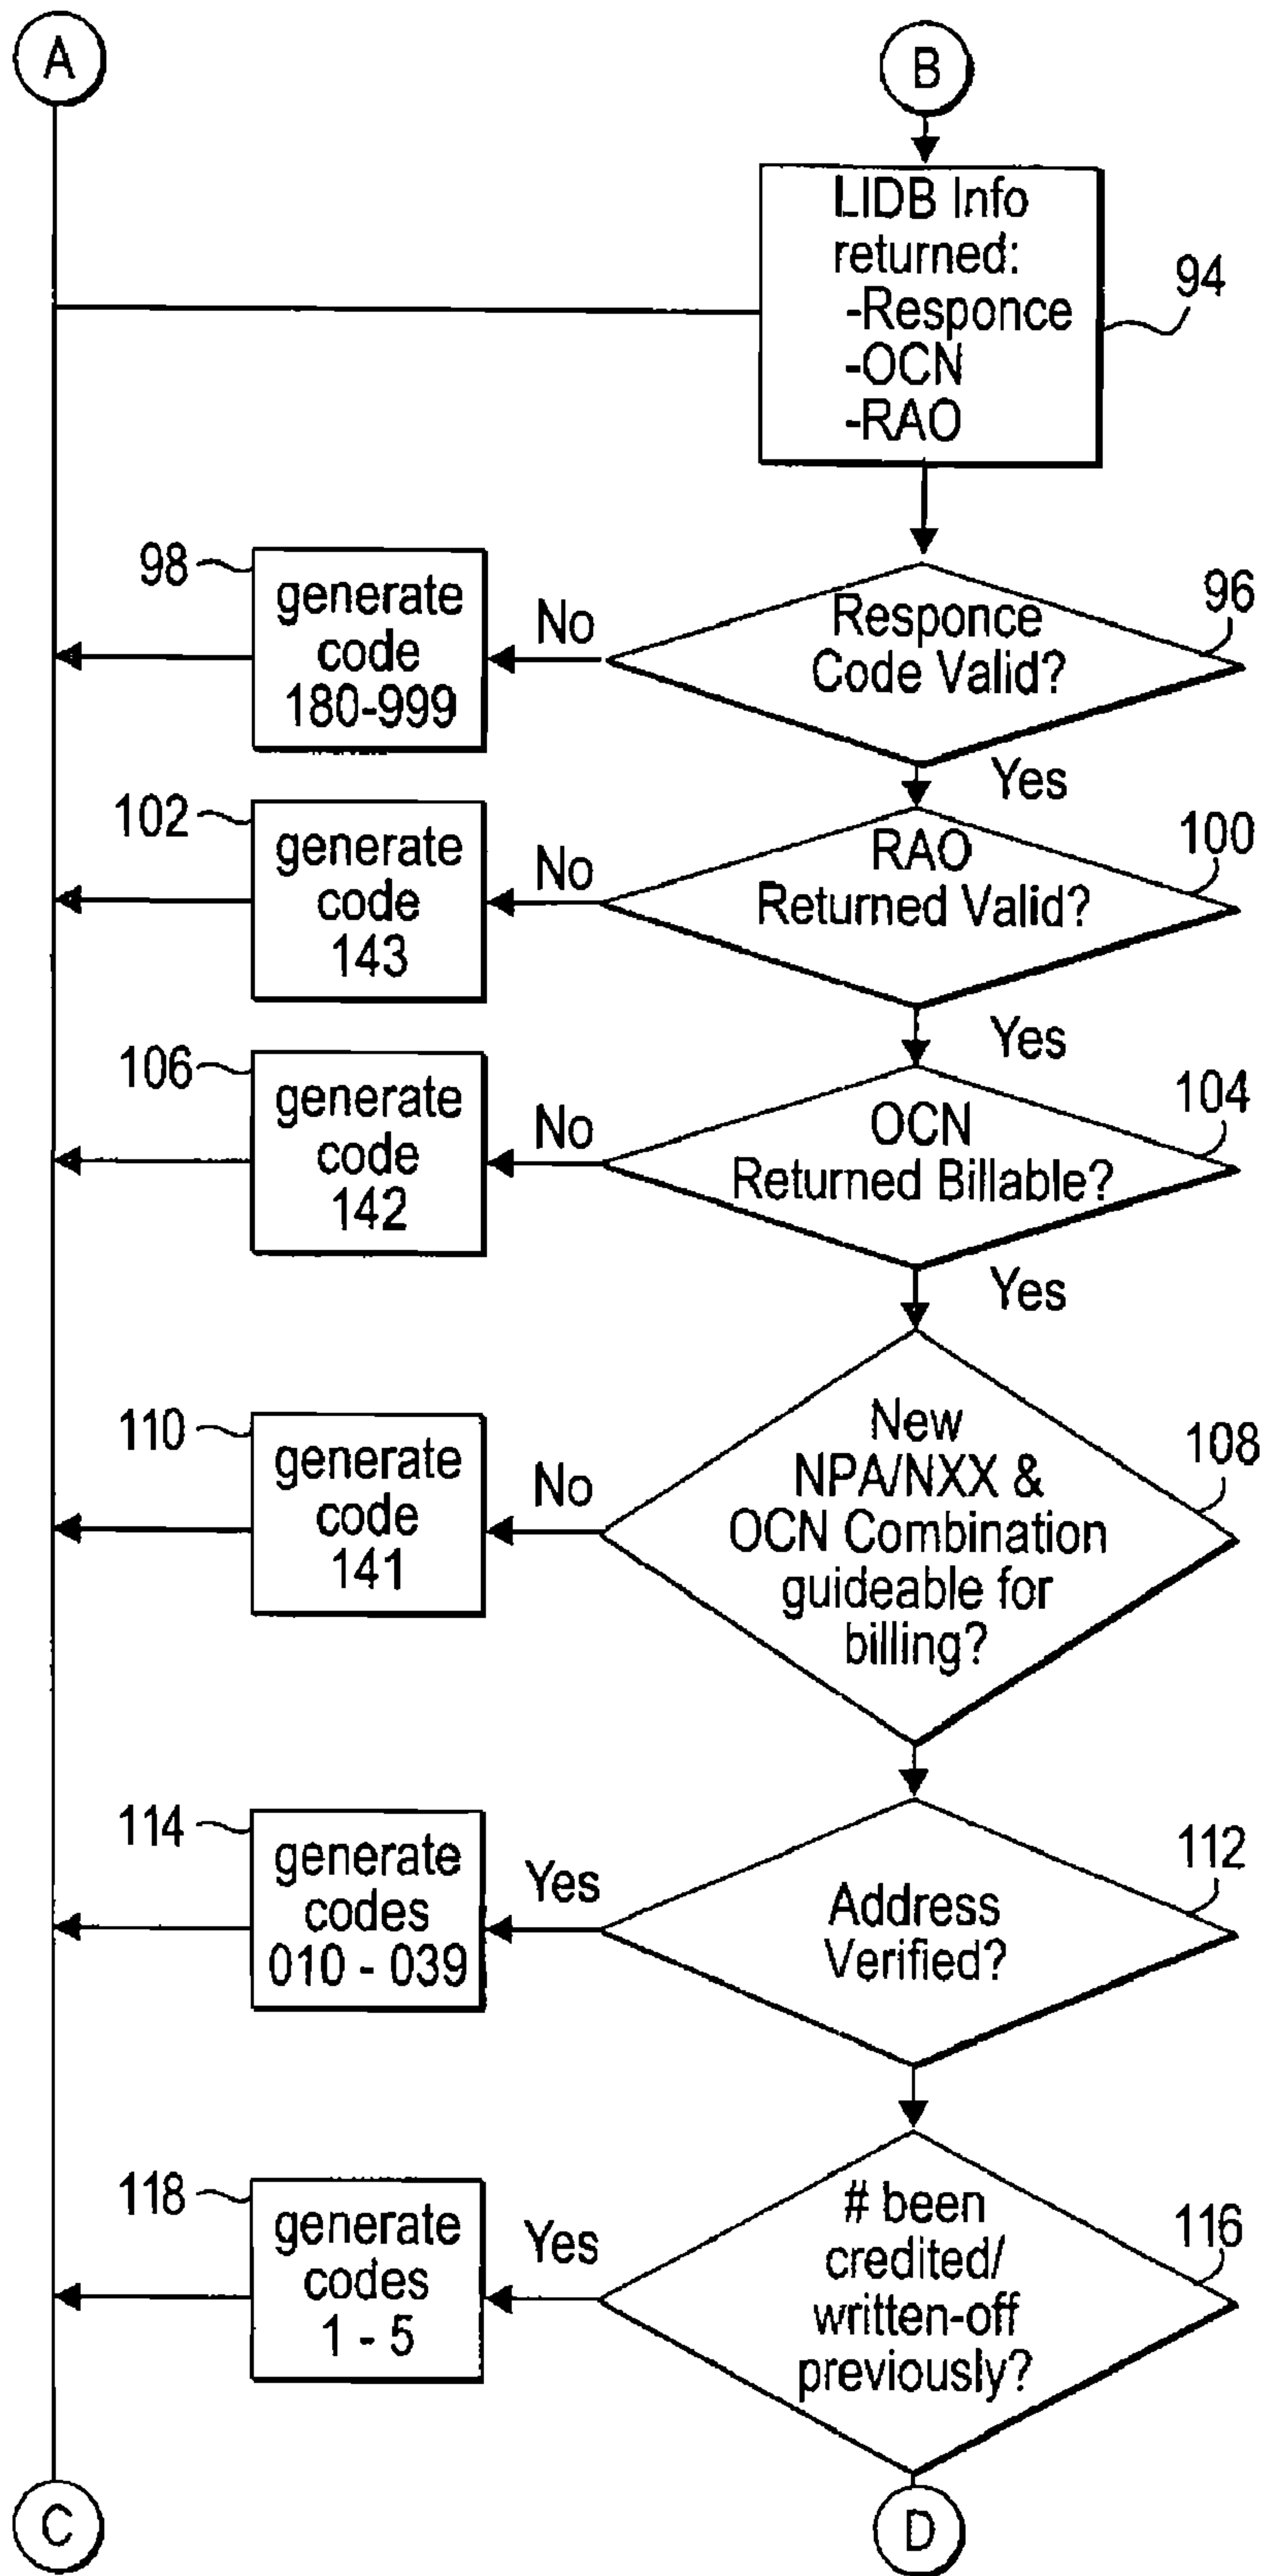 A
B
LIDB Info
returned:
-Responce
-OCN
-RAO
94
98
generate
code
180-999
No
Responce
Code Valid?
96
Yes
102
generate
code
143
No
RAO
Returned Valid?
100
Yes
106
generate
code
142
No
OCN
Returned Billable?
104
Yes
110
generate
code
141
No
New
NPA/NXX &
OCN Combination
guideable for
billing?
108
114
generate
codes
010 - 039
Yes
Address
Verified?
112
118
generate
codes
1 - 5
Yes
# been
credited/
written-off
previously?
116
C
D